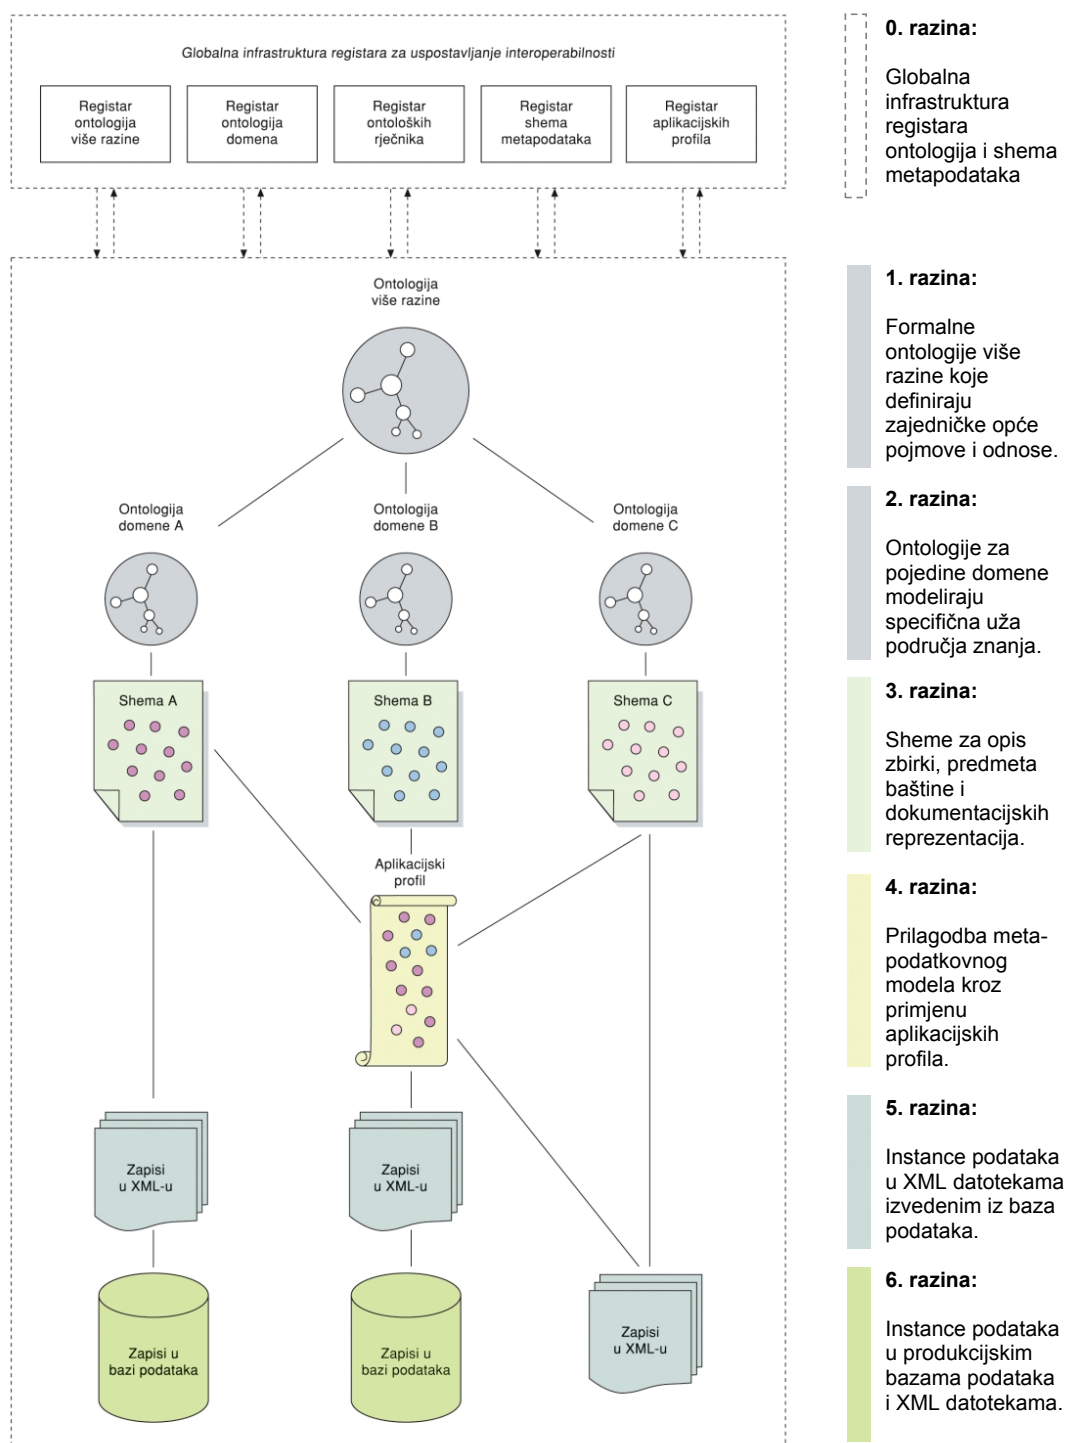 Globalna infrastruktura registara za uspostavljanje interoperabilnosti
Registar
ontologija
više razine
Registar
ontologija
domena
Registar
ontoloških
rječnika
Registar
shema
metapodataka
Registar
aplikacijskih
profila
0. razina:
Globalna
infrastruktura
registara
ontologija i shema
metapodataka
Ontologija
više razine
1. razina:
Formalne
ontologije više
razine koje
definiraju
zajedničke opće
pojmove i odnose.
Ontologija
domene A
Ontologija
domene B
Ontologija
domene C
2. razina:
Ontologije za
pojedine domene
modeliraju
specifična uža
područja znanja.
Shema A
Shema B
Shema C
3. razina:
Sheme za opis
zbirki, predmeta
baštine i
dokumentacijskih
reprezentacija.
Aplikacijski
profil
4. razina:
Prilagodba meta-
podatkovnog
modela kroz
primjenu
aplikacijskih
profila.
Zapisi
u XML-u
Zapisi
u XML-u
5. razina:
Instance podataka
u XML datotekama
izvedenim iz baza
podataka.
Zapisi u
bazi podataka
Zapisi u
bazi podataka
Zapisi
u XML-u
6. razina:
Instance podataka
u produkcijskim
bazama podataka
i XML datotekama.